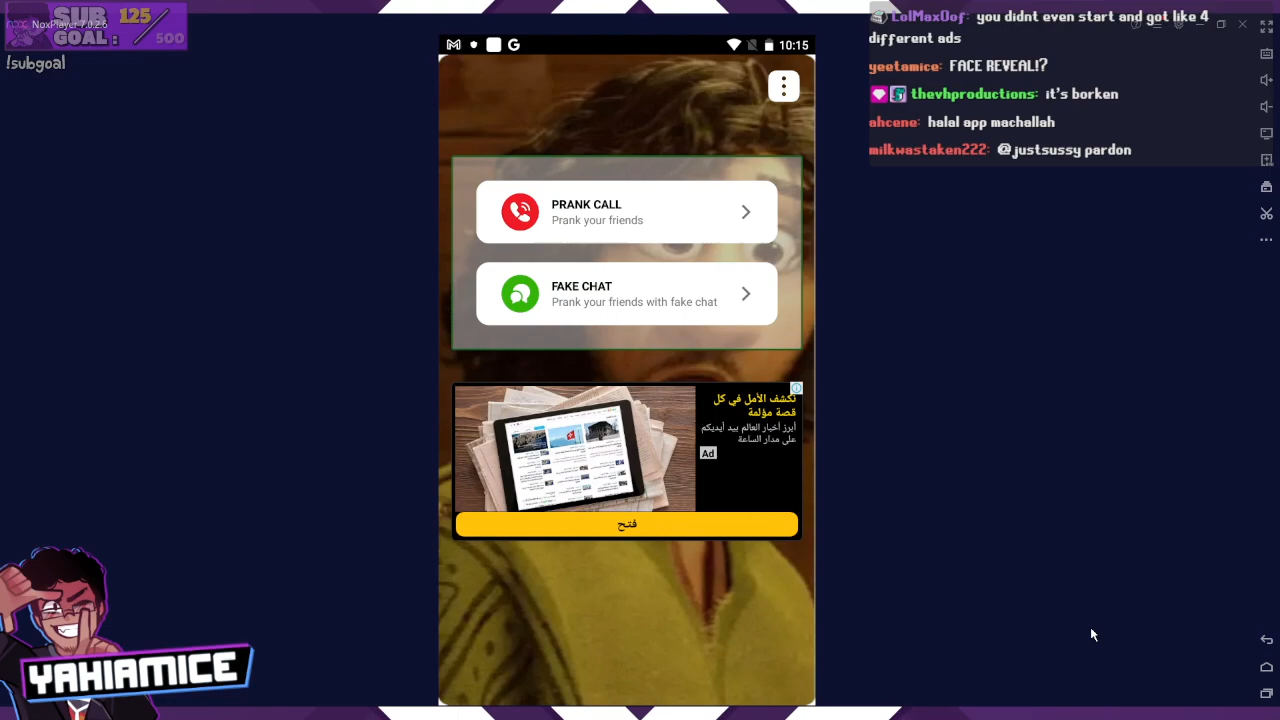 NoxPlayer 7.0.2.6
SUB 125
GOAL : 500
!subgoal
10:15
PRANK CALL
Prank your friends
FAKE CHAT
Prank your friends with fake chat
نكشف الأمل في كل
قصة مؤلمة
أبرز أخبار العالم بيد أيديكم
على مدار الساعة
Ad
فتح
LolMaxOof: you didnt even start and got like 4
different ads
yeetamice: FACE REVEAL!?
thevhproductions: it's borken
ahcene: halal app machallah
milkwastaken222: @justsussy pardon
YAHIAMICE